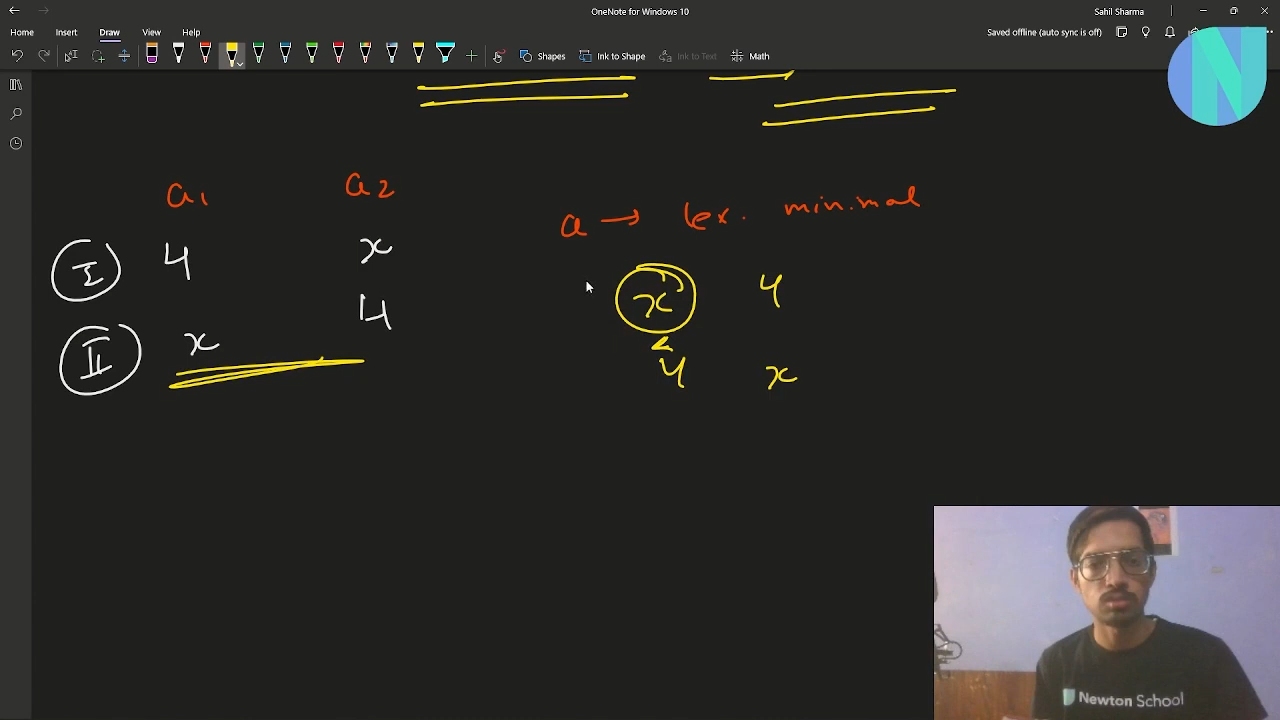 OneNote for Windows 10
Sahil Sharma
Home Insert Draw View Help
Saved offline (auto sync is off)
Shapes Ink to Shape Ink to Text Math
a1 a2
a → lex. minimal
I 4 x
II x 4
x 4
<
4 x
Newton School